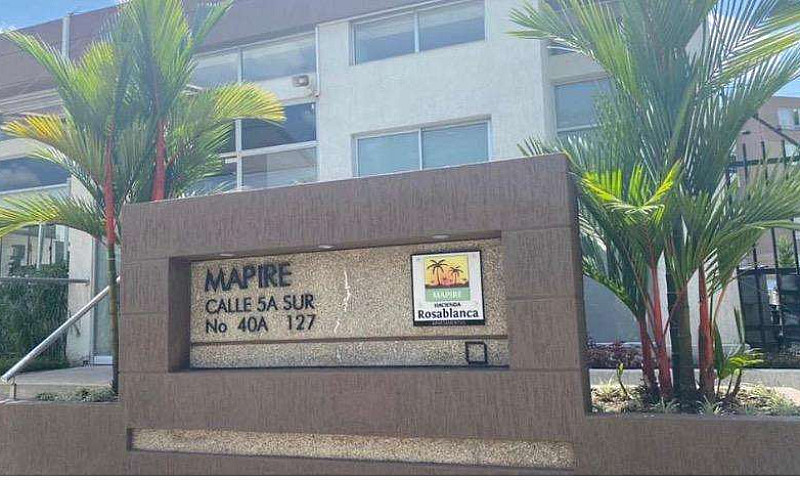 MAPIRE
CALLE 5A SUR
No 40A 127
MAPIRE
HACIENDA
Rosablanca